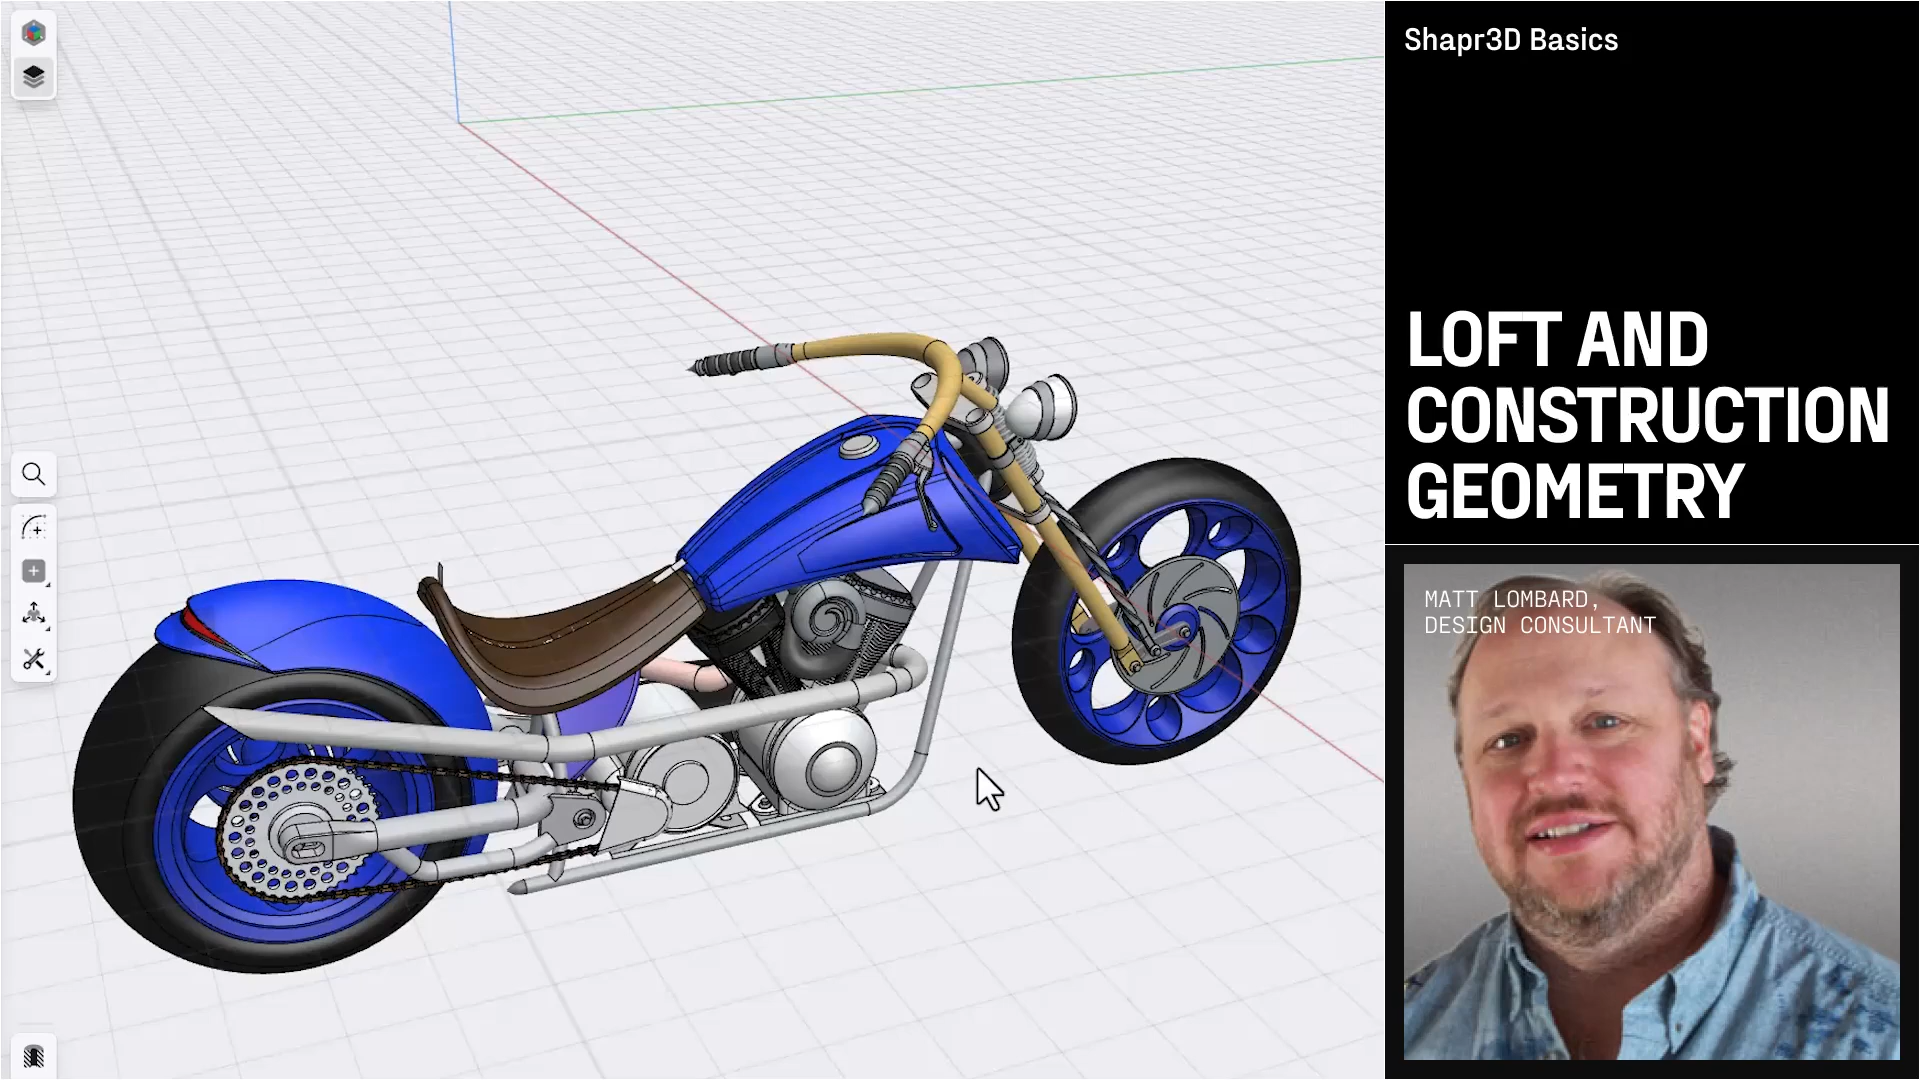 Shapr3D Basics
LOFT AND
CONSTRUCTION
GEOMETRY
MATT LOMBARD,
DESIGN CONSULTANT